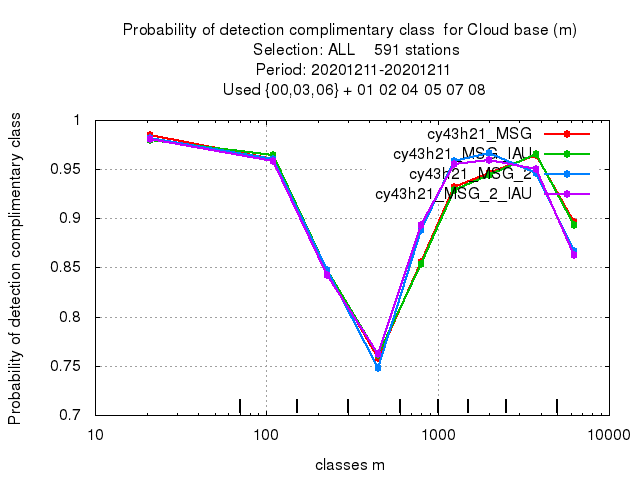 Probability of detection complimentary class  for Cloud base (m)
Selection: ALL    591 stations
Period: 20201211-20201211
Used {00,03,06} + 01 02 04 05 07 08
Probability of detection complimentary class
1
0.95
0.9
0.85
0.8
0.75
0.7
cy43h21_MSG
cy43h21_MSG_IAU
cy43h21_MSG_2
cy43h21_MSG_2_IAU
10
100
1000
10000
classes m